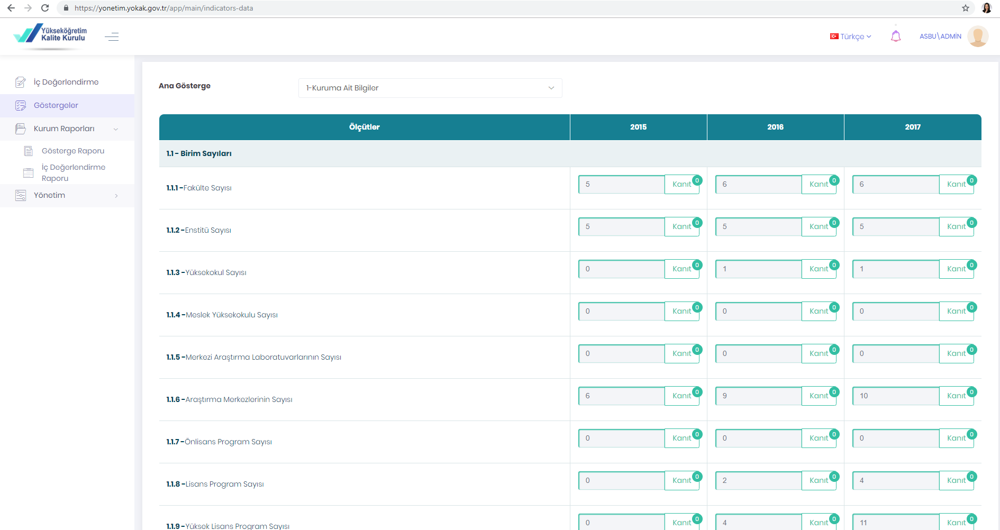 https://yonetim.yokak.gov.tr/app/main/indicators-data
Yükseköğretim
Kalite Kurulu
Türkçe
ASBU\ADMİN
İç Değerlendirme
Göstergeler
Kurum Raporları
Gösterge Raporu
İç Değerlendirme
Raporu
Yönetim
Ana Gösterge
1-Kuruma Ait Bilgiler
Ölçütler 2015 2016 2017
1.1 - Birim Sayıları
1.1.1 -Fakülte Sayısı 5 Kanıt 0 6 Kanıt 0 6 Kanıt 0
1.1.2 -Enstitü Sayısı 5 Kanıt 0 5 Kanıt 0 5 Kanıt 0
1.1.3 -Yüksekokul Sayısı 0 Kanıt 0 1 Kanıt 0 1 Kanıt 0
1.1.4 -Meslek Yüksekokulu Sayısı 0 Kanıt 0 0 Kanıt 0 0 Kanıt 0
1.1.5 -Merkezi Araştırma Laboratuvarlarının Sayısı 0 Kanıt 0 0 Kanıt 0 0 Kanıt 0
1.1.6 -Araştırma Merkezlerinin Sayısı 6 Kanıt 0 9 Kanıt 0 10 Kanıt 0
1.1.7 -Önlisans Program Sayısı 0 Kanıt 0 0 Kanıt 0 0 Kanıt 0
1.1.8 -Lisans Program Sayısı 0 Kanıt 0 2 Kanıt 0 4 Kanıt 0
1.1.9 -Yüksek Lisans Program Sayısı 0 Kanıt 0 4 Kanıt 0 11 Kanıt 0